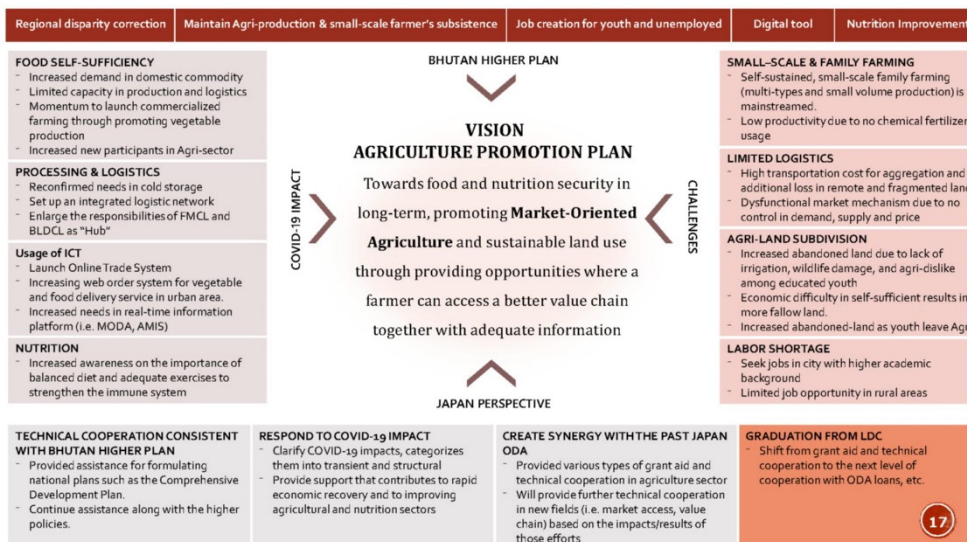 Regional disparity correction
Maintain Agri-production & small-scale farmer's subsistence
Job creation for youth and unemployed
Digital tool
Nutrition Improvement
FOOD SELF-SUFFICIENCY
- Increased demand in domestic commodity
- Limited capacity in production and logistics
- Momentum to launch commercialized
farming through promoting vegetable
production
- Increased new participants in Agri-sector
PROCESSING & LOGISTICS
- Reconfirmed needs in cold storage
- Set up an integrated logistic network
- Enlarge the responsibilities of FMCL and
BLDCL as "Hub"
Usage of ICT
- Launch Online Trade System
- Increasing web order system for vegetable
and food delivery service in urban area.
- Increased needs in real-time information
platform (i.e. MODA, AMIS)
NUTRITION
- Increased awareness on the importance of
balanced diet and adequate exercises to
strengthen the immune system
COVID-19 IMPACT
BHUTAN HIGHER PLAN
VISION
AGRICULTURE PROMOTION PLAN
Towards food and nutrition security in
long-term, promoting Market-Oriented
Agriculture and sustainable land use
through providing opportunities where a
farmer can access a better value chain
together with adequate information
JAPAN PERSPECTIVE
CHALLENGES
SMALL–SCALE & FAMILY FARMING
- Self-sustained, small-scale family farming
(multi-types and small volume production) is
mainstreamed.
- Low productivity due to no chemical fertilizer
usage
LIMITED LOGISTICS
- High transportation cost for aggregation and
additional loss in remote and fragmented land
- Dysfunctional market mechanism due to no
control in demand, supply and price
AGRI-LAND SUBDIVISION
- Increased abandoned land due to lack of
irrigation, wildlife damage, and agri-dislike
among educated youth
- Economic difficulty in self-sufficient results in
more fallow land.
- Increased abandoned-land as youth leave Agri
LABOR SHORTAGE
- Seek jobs in city with higher academic
background
- Limited job opportunity in rural areas
TECHNICAL COOPERATION CONSISTENT
WITH BHUTAN HIGHER PLAN
- Provided assistance for formulating
national plans such as the Comprehensive
Development Plan.
- Continue assistance along with the higher
policies.
RESPOND TO COVID-19 IMPACT
- Clarify COVID-19 impacts, categorizes
them into transient and structural
- Provide support that contributes to rapid
economic recovery and to improving
agricultural and nutrition sectors
CREATE SYNERGY WITH THE PAST JAPAN
ODA
- Provided various types of grant aid and
technical cooperation in agriculture sector
- Will provide further technical cooperation
in new fields (i.e. market access, value
chain) based on the impacts/results of
those efforts
GRADUATION FROM LDC
- Shift from grant aid and technical
cooperation to the next level of
cooperation with ODA loans, etc.
17